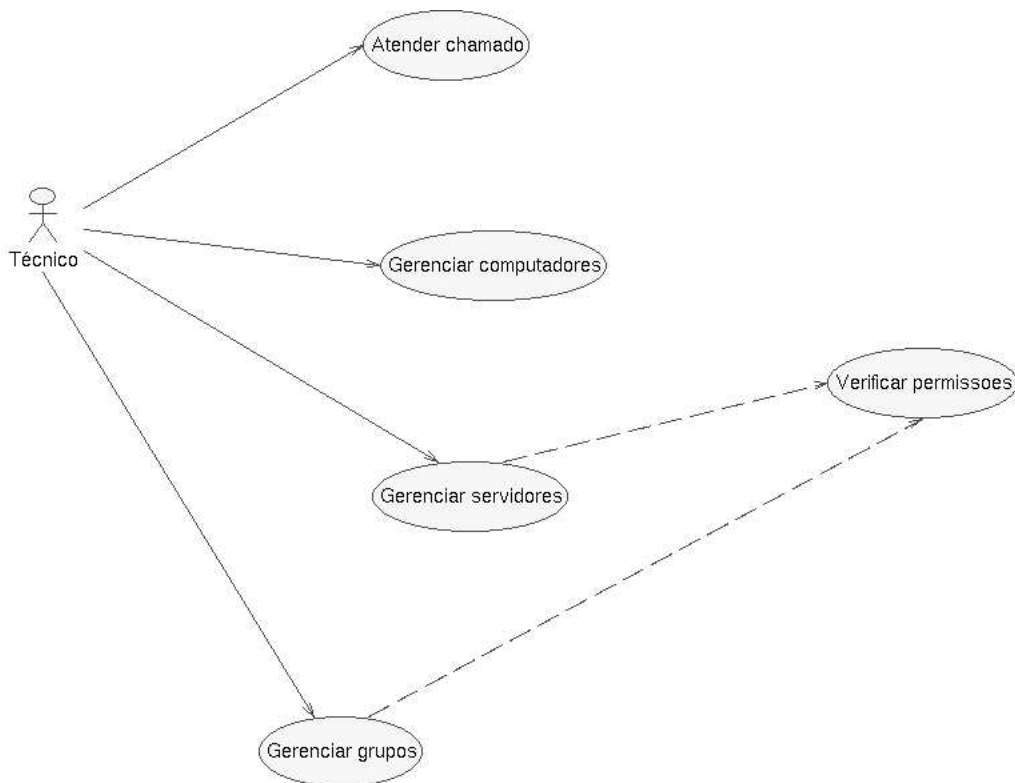 Atender chamado
Técnico
Gerenciar computadores
Verificar permissoes
Gerenciar servidores
Gerenciar grupos